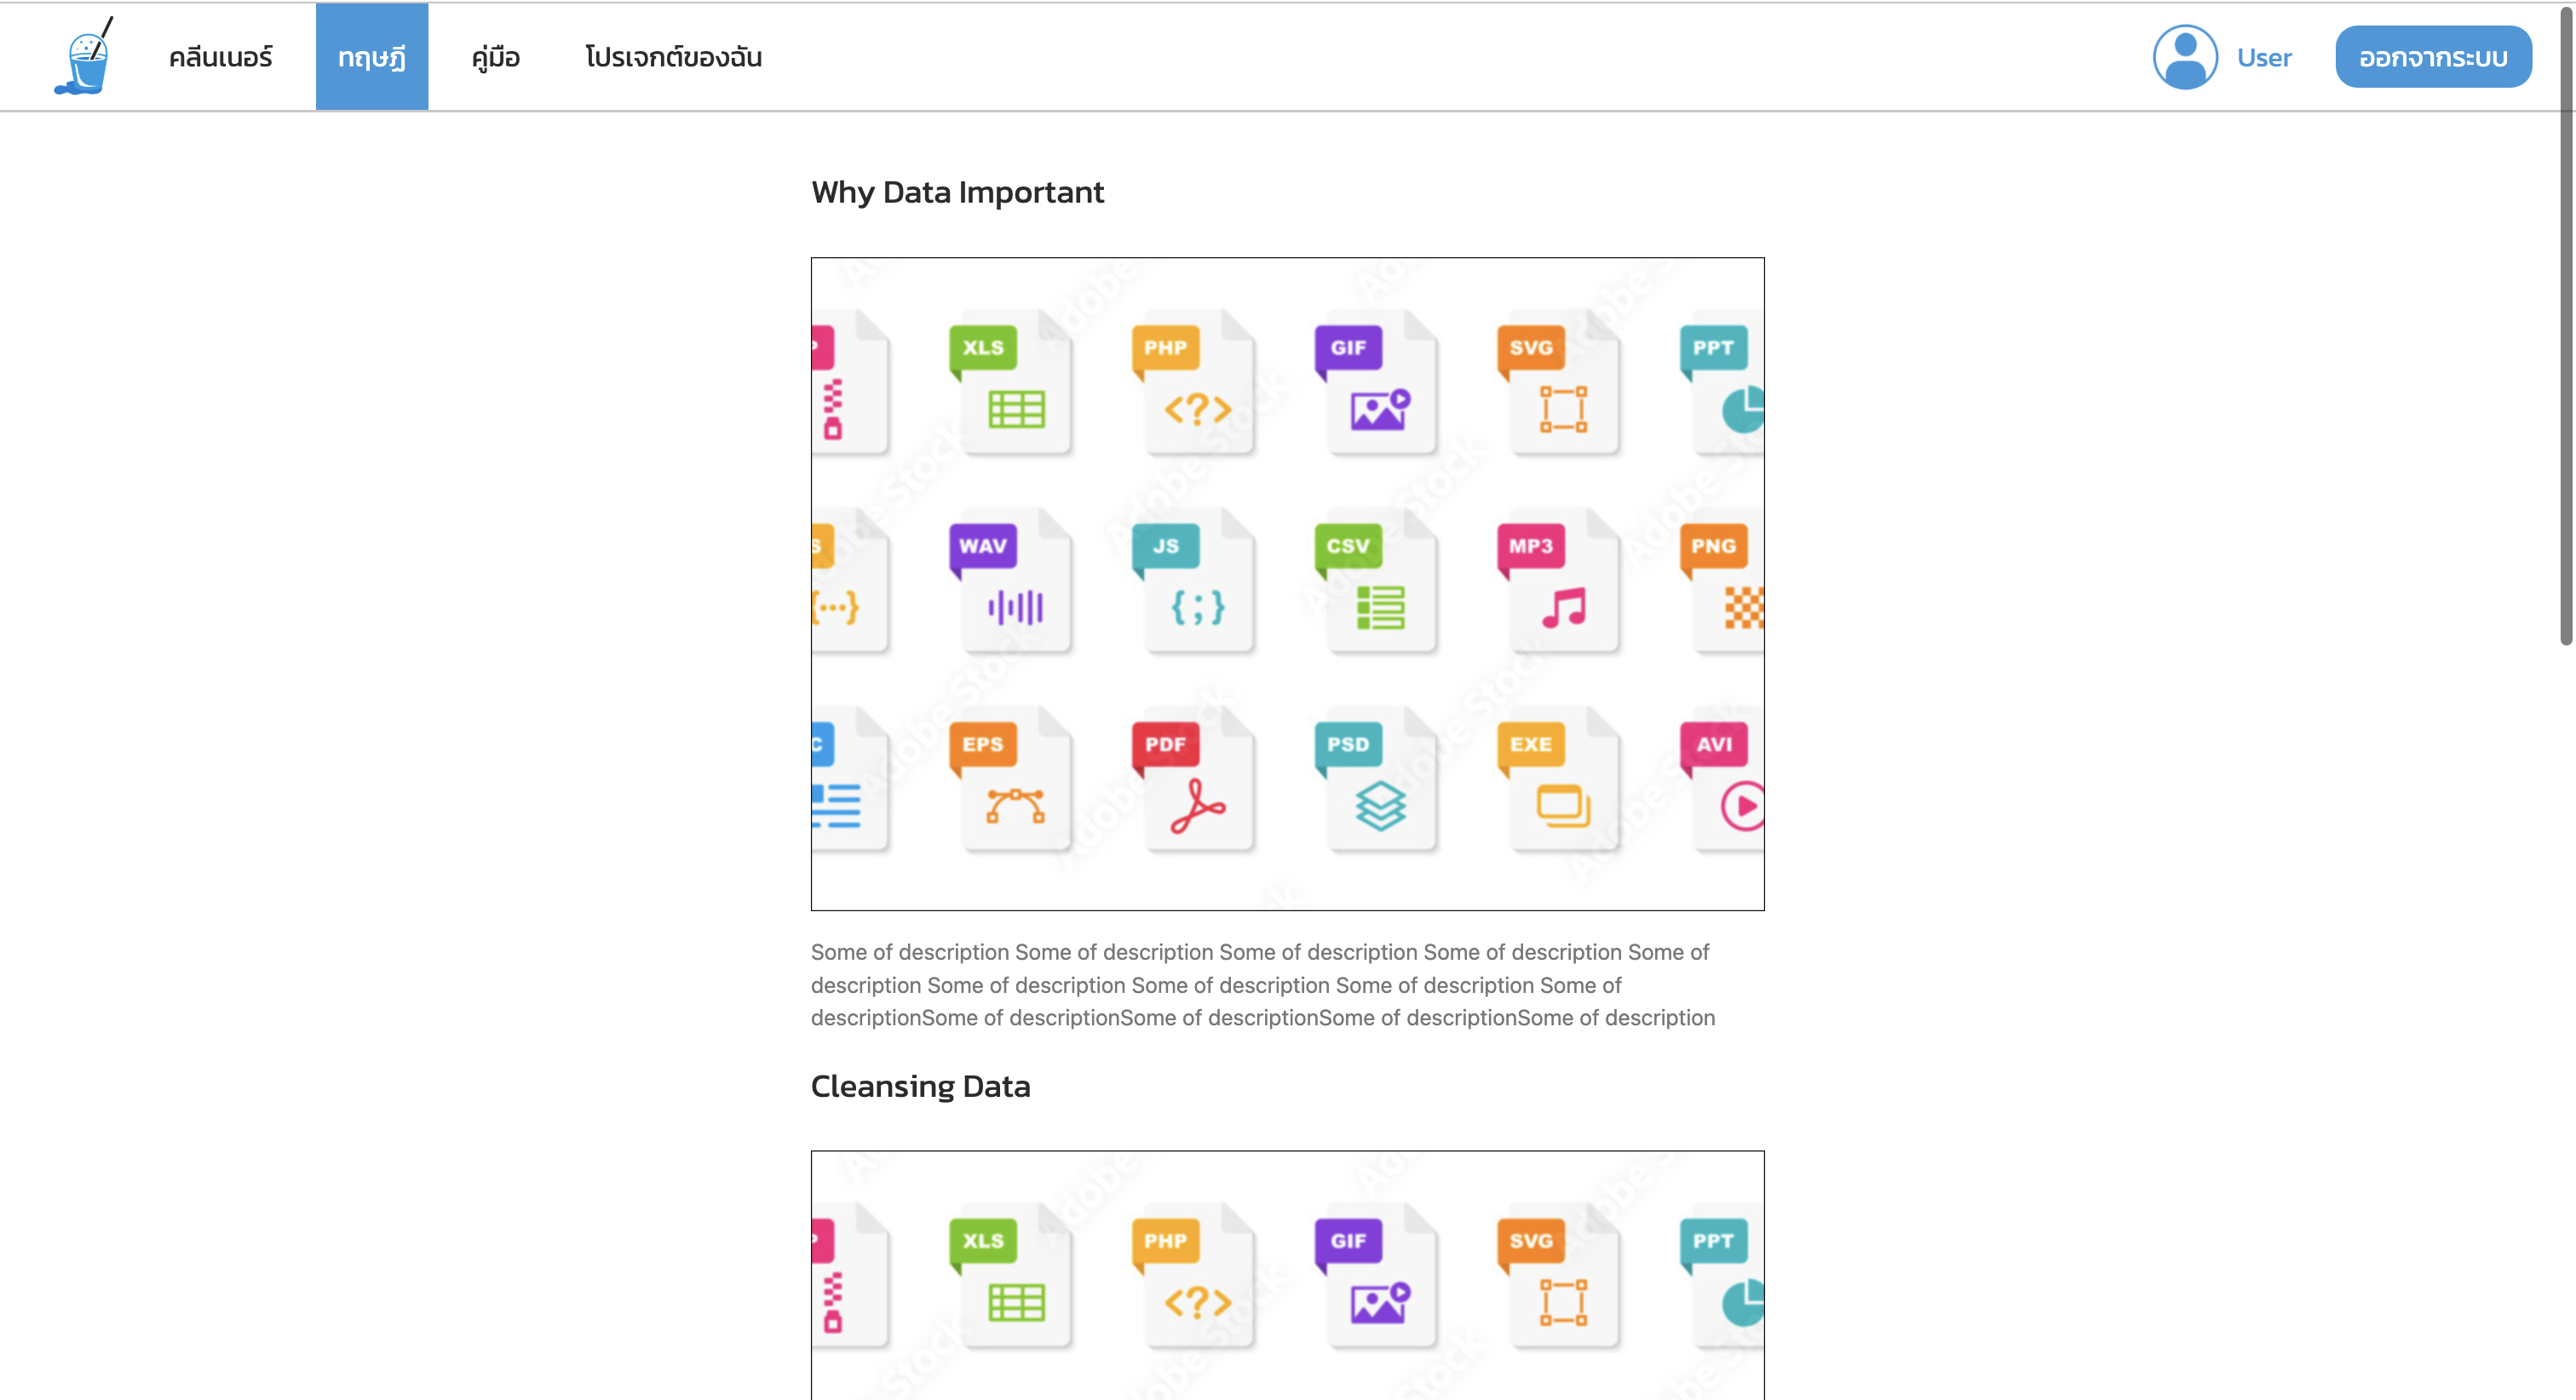 คลีนเนอร์ ทฤษฎี คู่มือ โปรเจกต์ของฉัน User ออกจากระบบ
Why Data Important
P XLS PHP GIF SVG PPT
S WAV JS CSV MP3 PNG
C EPS PDF PSD EXE AVI
Adobe Stock
Some of description Some of description Some of description Some of description Some of
description Some of description Some of description Some of description Some of
descriptionSome of descriptionSome of descriptionSome of descriptionSome of description
Cleansing Data
P XLS PHP GIF SVG PPT